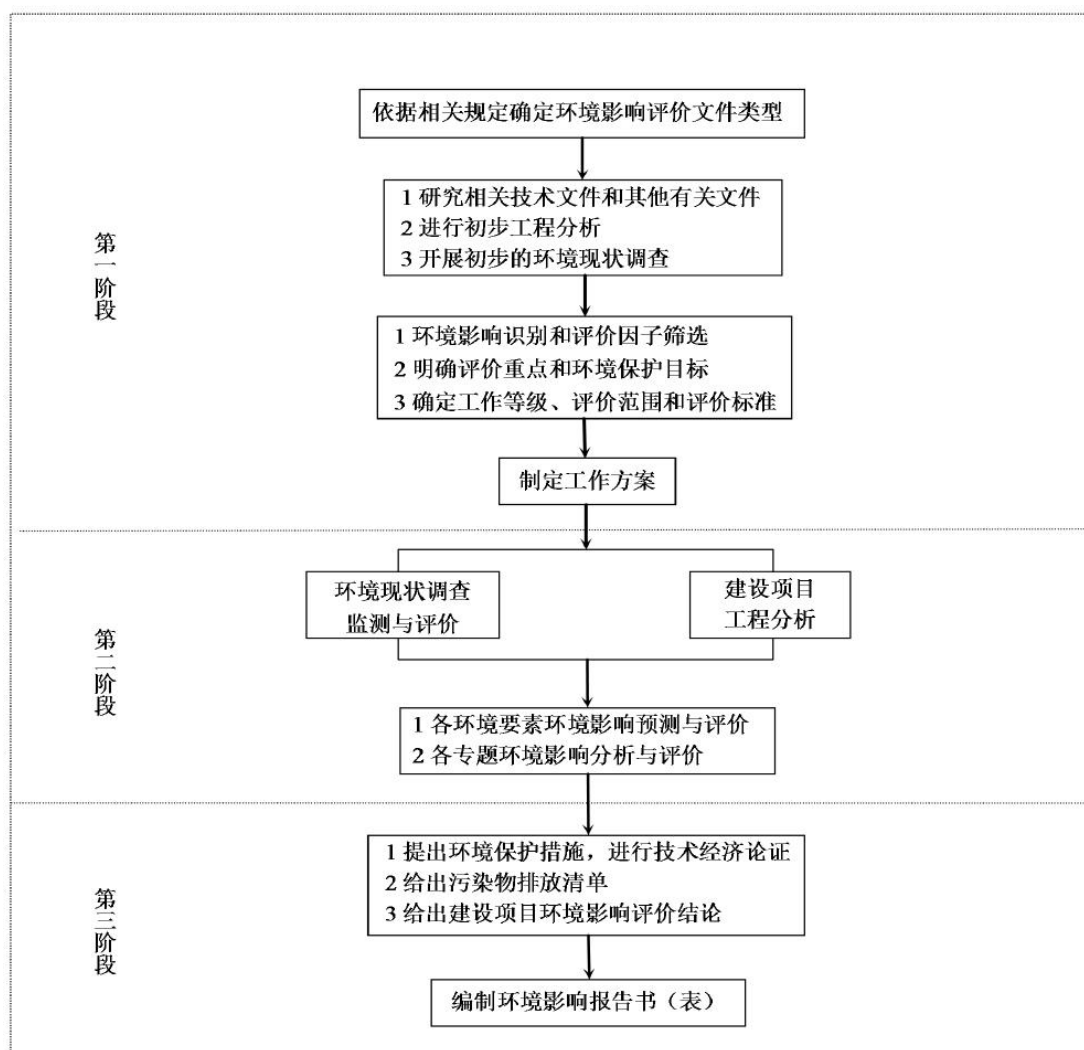 依据相关规定确定环境影响评价文件类型
1 研究相关技术文件和其他有关文件
2 进行初步工程分析
3 开展初步的环境现状调查
第一阶段
1 环境影响识别和评价因子筛选
2 明确评价重点和环境保护目标
3 确定工作等级、评价范围和评价标准
制定工作方案
环境现状调查
监测与评价
建设项目
工程分析
第二阶段
1 各环境要素环境影响预测与评价
2 各专题环境影响分析与评价
1 提出环境保护措施，进行技术经济论证
2 给出污染物排放清单
3 给出建设项目环境影响评价结论
第三阶段
编制环境影响报告书（表）